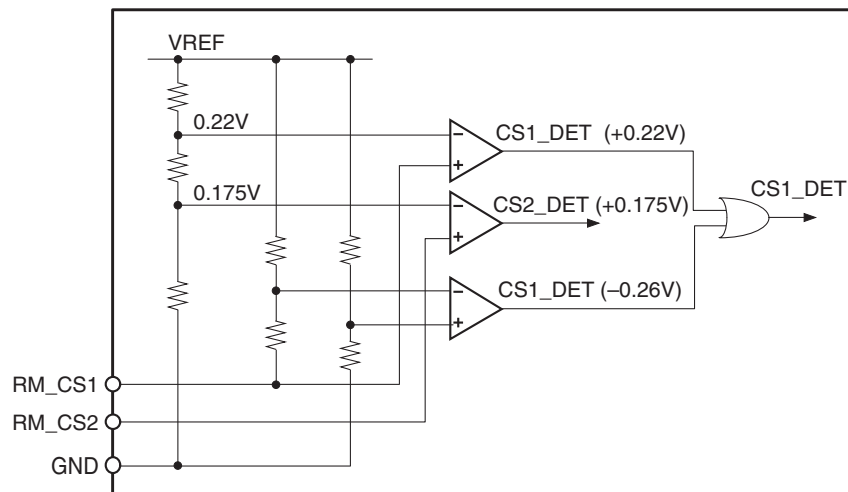 VREF
0.22V
CS1_DET (+0.22V)
CS1_DET
0.175V
CS2_DET (+0.175V)
CS1_DET (–0.26V)
RM_CS1
RM_CS2
GND